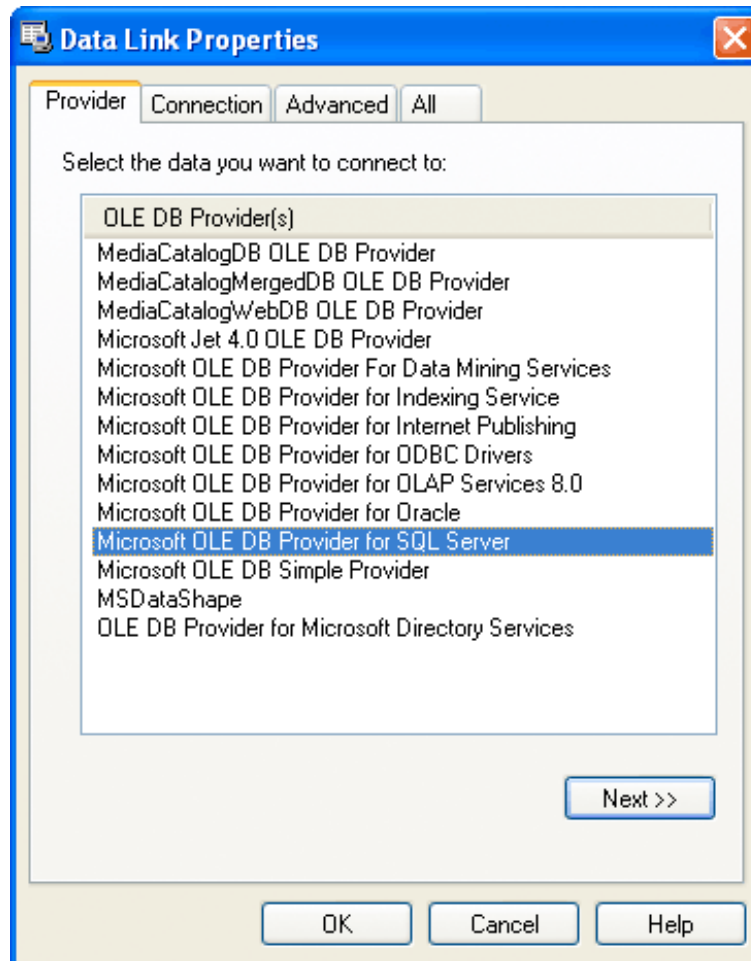 Data Link Properties
Provider Connection Advanced All
Select the data you want to connect to:
OLE DB Provider(s)
MediaCatalogDB OLE DB Provider
MediaCatalogMergedDB OLE DB Provider
MediaCatalogWebDB OLE DB Provider
Microsoft Jet 4.0 OLE DB Provider
Microsoft OLE DB Provider For Data Mining Services
Microsoft OLE DB Provider for Indexing Service
Microsoft OLE DB Provider for Internet Publishing
Microsoft OLE DB Provider for ODBC Drivers
Microsoft OLE DB Provider for OLAP Services 8.0
Microsoft OLE DB Provider for Oracle
Microsoft OLE DB Provider for SQL Server
Microsoft OLE DB Simple Provider
MSDataShape
OLE DB Provider for Microsoft Directory Services
Next >>
OK Cancel Help